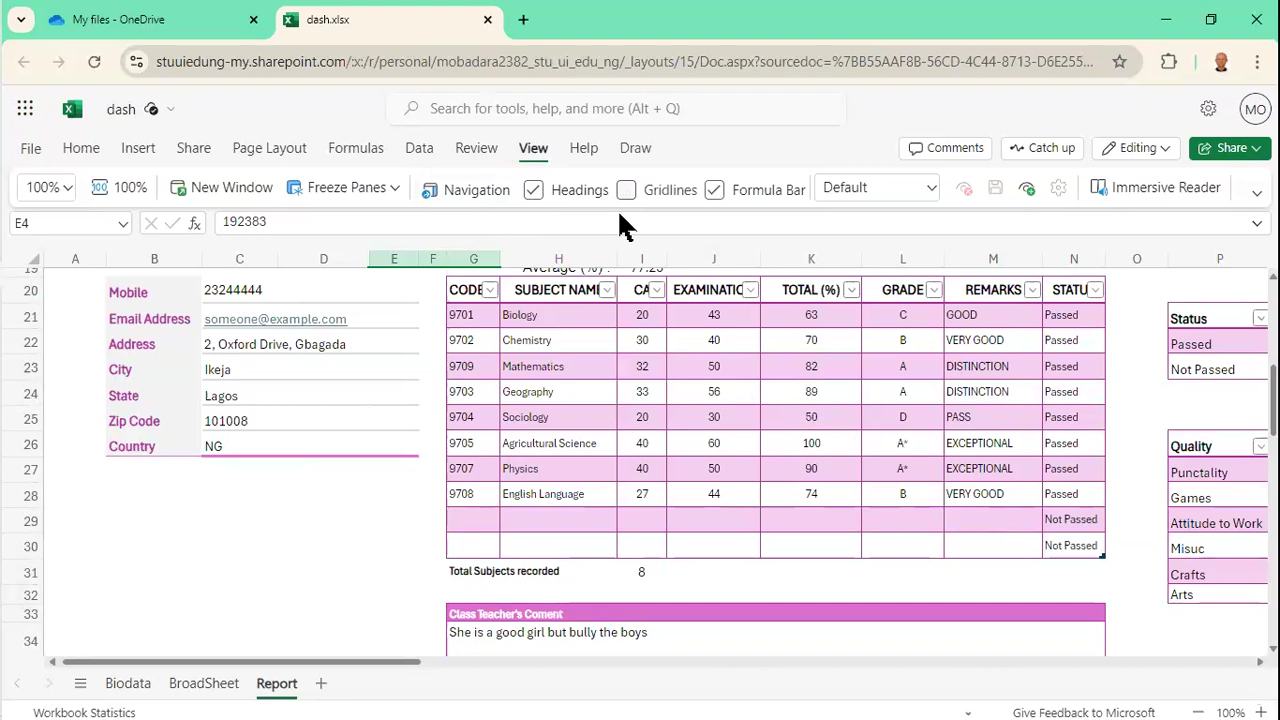 My files - OneDrive
dash.xlsx
stuuiedung-my.sharepoint.com/:x:/r/personal/mobadara2382_stu_ui_edu_ng/_layouts/15/Doc.aspx?sourcedoc=%7BB55AAF8B-56CD-4C44-8713-D6E255...
dash
Search for tools, help, and more (Alt + Q)
MO
File Home Insert Share Page Layout Formulas Data Review View Help Draw
Comments Catch up Editing Share
100% 100% New Window Freeze Panes Navigation Headings Gridlines Formula Bar Default Immersive Reader
E4 fx 192383
A B C D E F G H I J K L M N O P
19 Average (%) : 77.25
20 Mobile 23244444 CODE SUBJECT NAM CA EXAMINATIC TOTAL (%) GRADE REMARKS STATU
21 Email Address someone@example.com 9701 Biology 20 43 63 C GOOD Passed Status
22 Address 2, Oxford Drive, Gbagada 9702 Chemistry 30 40 70 B VERY GOOD Passed Passed
23 City Ikeja 9709 Mathematics 32 50 82 A DISTINCTION Passed Not Passed
24 State Lagos 9703 Geography 33 56 89 A DISTINCTION Passed
25 Zip Code 101008 9704 Sociology 20 30 50 D PASS Passed
26 Country NG 9705 Agricultural Science 40 60 100 A* EXCEPTIONAL Passed Quality
27 9707 Physics 40 50 90 A* EXCEPTIONAL Passed Punctality
28 9708 English Language 27 44 74 B VERY GOOD Passed Games
29 Not Passed Attitude to Work
30 Not Passed Misuc
31 Total Subjects recorded 8 Crafts
32 Arts
33 Class Teacher's Coment
34 She is a good girl but bully the boys
Biodata BroadSheet Report
Workbook Statistics Give Feedback to Microsoft 100%